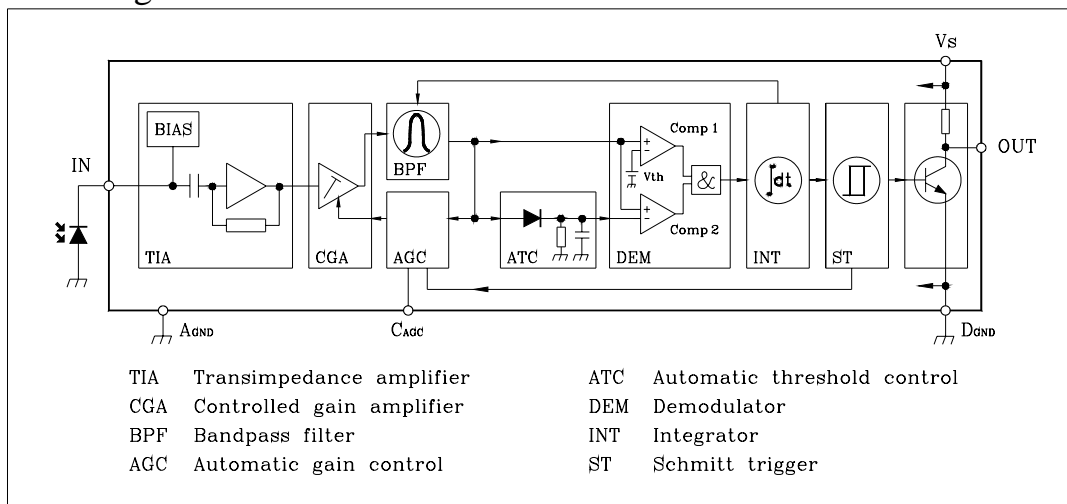 g
Vs
BIAS
Comp 1
IN
OUT
BPF
Vth
&
∫dt
Comp 2
TIA
CGA
AGC
ATC
DEM
INT
ST
AGND
CAGC
DGND
TIA Transimpedance amplifier
CGA Controlled gain amplifier
BPF Bandpass filter
AGC Automatic gain control
ATC Automatic threshold control
DEM Demodulator
INT Integrator
ST Schmitt trigger